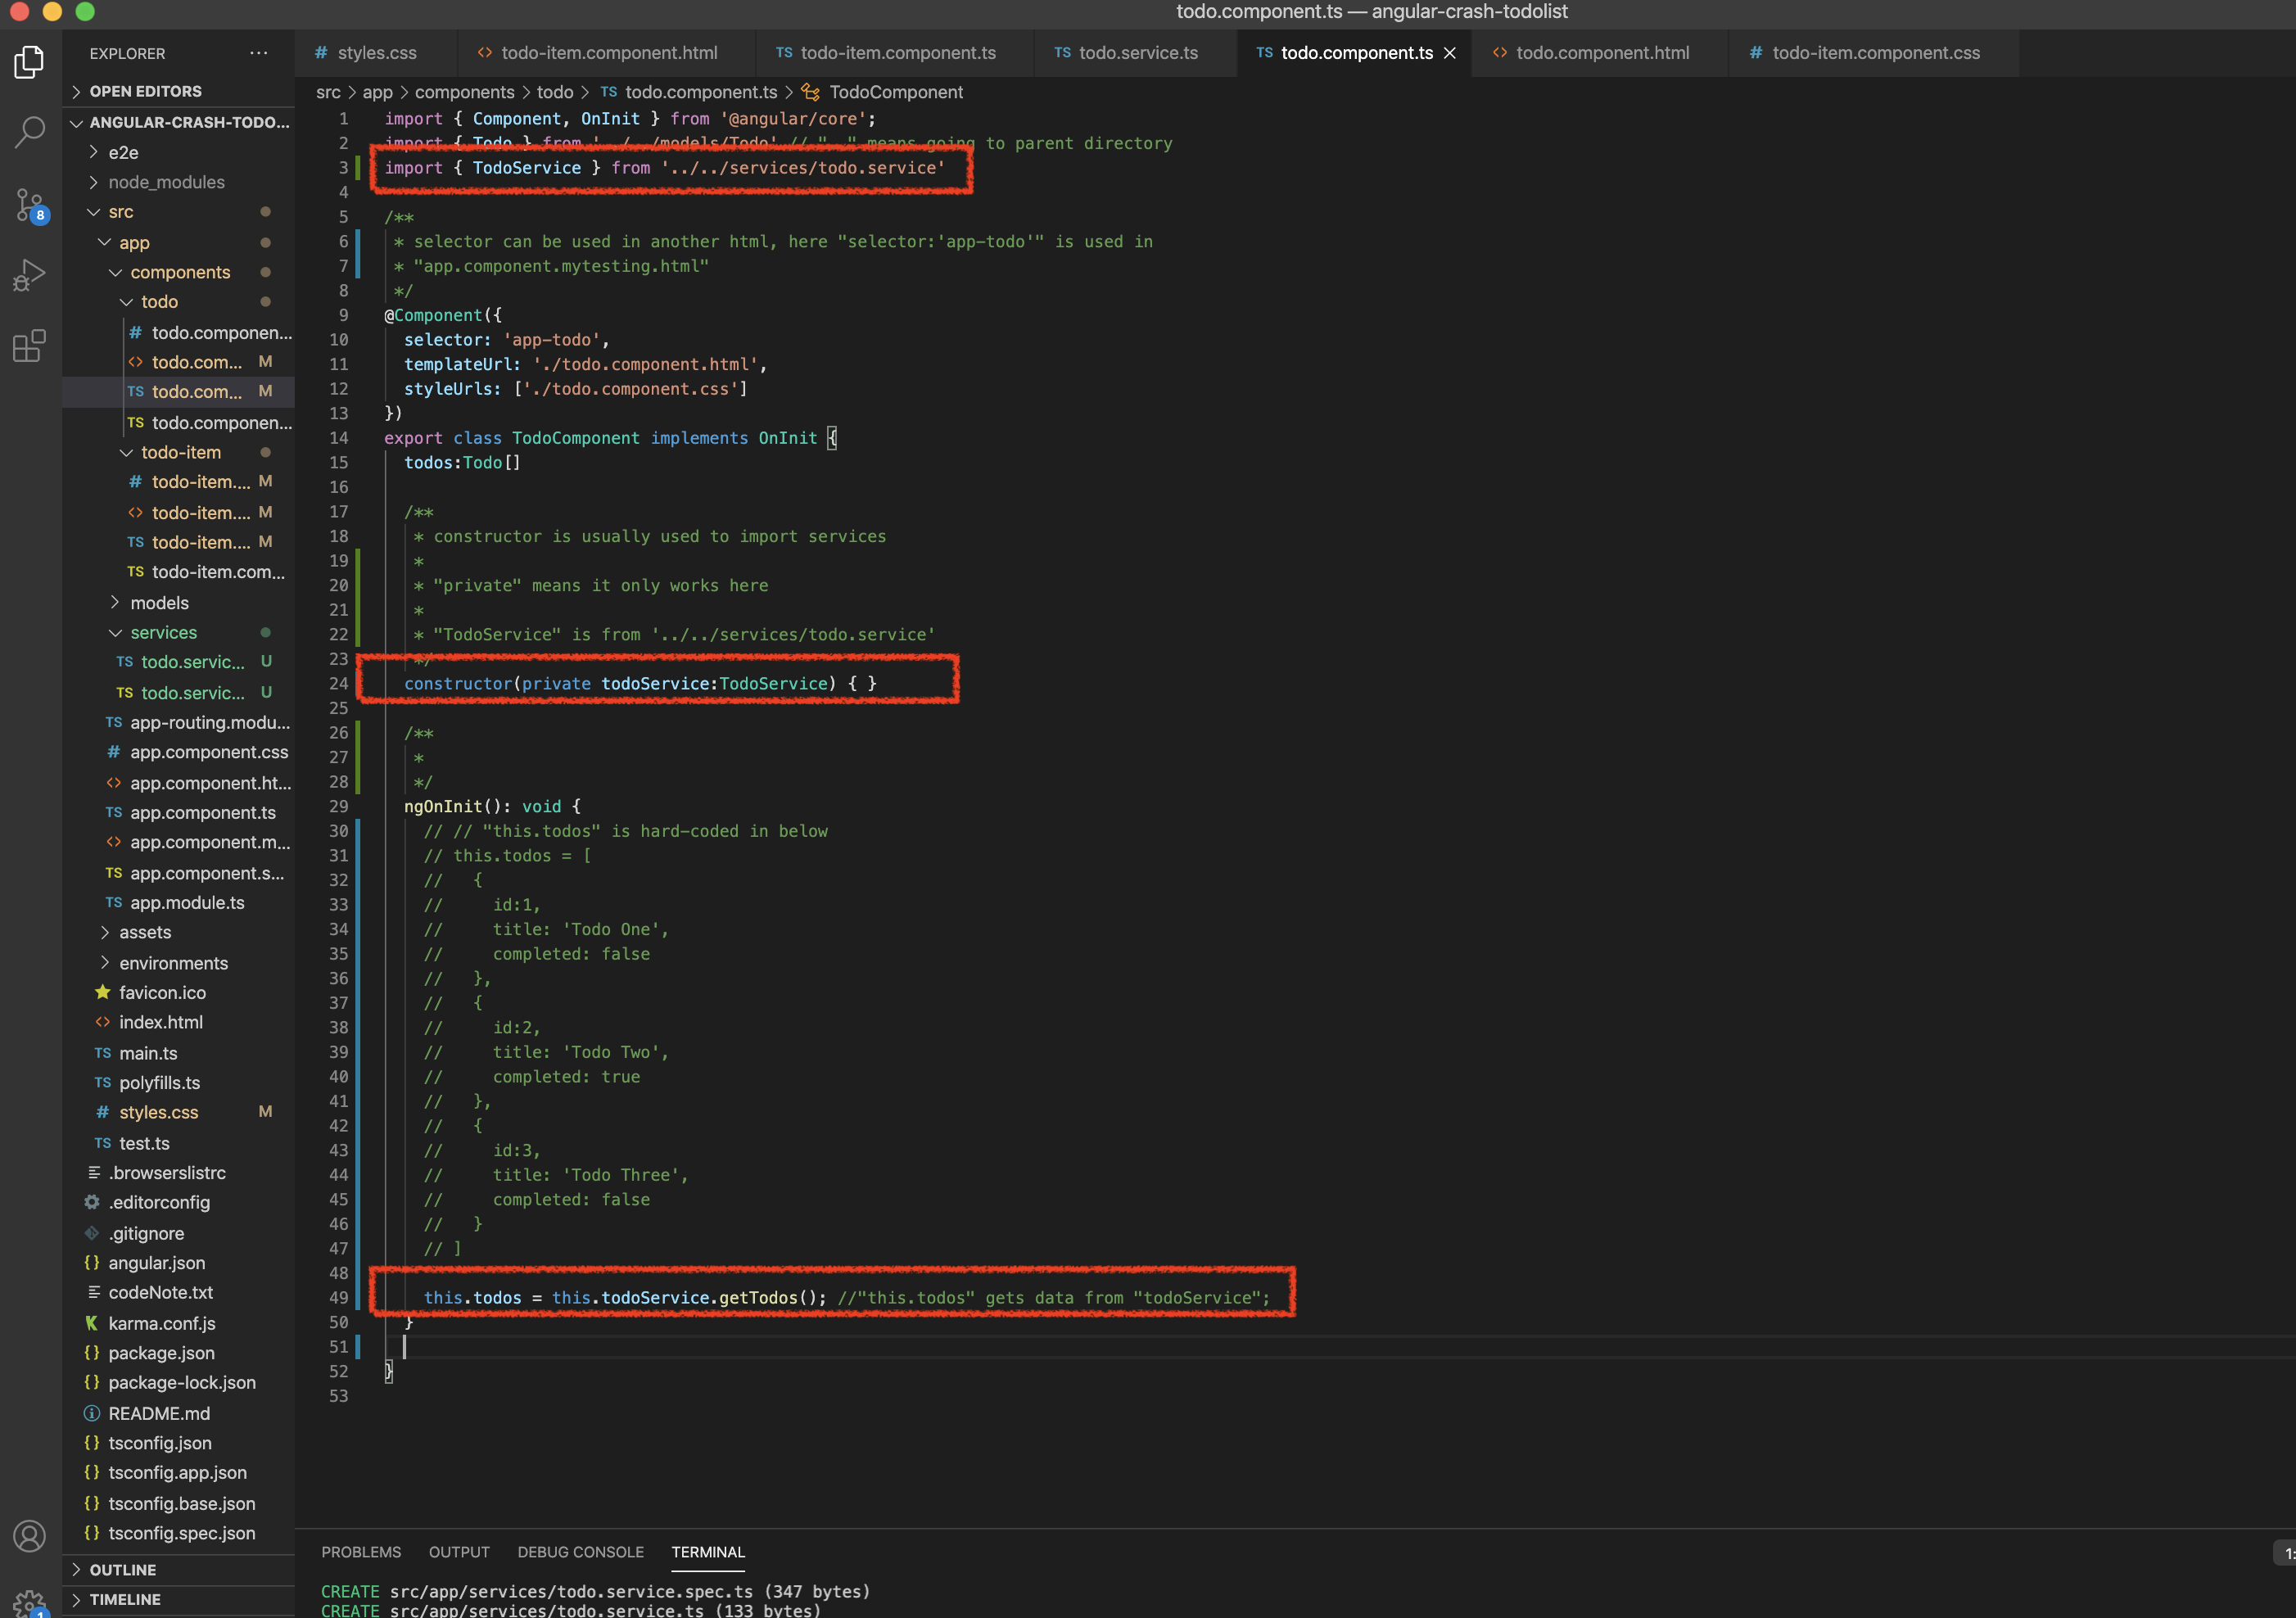 todo.component.ts — angular-crash-todolist
EXPLORER
OPEN EDITORS
ANGULAR-CRASH-TODO...
e2e
node_modules
src
app
components
todo
# todo.componen...
<> todo.com... M
TS todo.com... M
TS todo.componen...
todo-item
# todo-item.... M
<> todo-item.... M
TS todo-item.... M
TS todo-item.com...
models
services
TS todo.servic... U
TS todo.servic... U
TS app-routing.modu...
# app.component.css
<> app.component.ht...
TS app.component.ts
<> app.component.m...
TS app.component.s...
TS app.module.ts
assets
environments
favicon.ico
<> index.html
TS main.ts
TS polyfills.ts
# styles.css M
TS test.ts
.browserslistrc
.editorconfig
.gitignore
{} angular.json
codeNote.txt
karma.conf.js
{} package.json
{} package-lock.json
README.md
{} tsconfig.json
{} tsconfig.app.json
{} tsconfig.base.json
{} tsconfig.spec.json
OUTLINE
TIMELINE
8
1
# styles.css
<> todo-item.component.html
TS todo-item.component.ts
TS todo.service.ts
TS todo.component.ts
<> todo.component.html
# todo-item.component.css
src > app > components > todo > TS todo.component.ts > TodoComponent
1 import { Component, OnInit } from '@angular/core';
2 import { Todo } from '../../models/Todo' // ".." means going to parent directory
3 import { TodoService } from '../../services/todo.service'
4
5 /**
6 * selector can be used in another html, here "selector:'app-todo'" is used in
7 * "app.component.mytesting.html"
8 */
9 @Component({
10 selector: 'app-todo',
11 templateUrl: './todo.component.html',
12 styleUrls: ['./todo.component.css']
13 })
14 export class TodoComponent implements OnInit {
15 todos:Todo[]
16
17 /**
18 * constructor is usually used to import services
19 *
20 * "private" means it only works here
21 *
22 * "TodoService" is from '../../services/todo.service'
23 */
24 constructor(private todoService:TodoService) { }
25
26 /**
27 *
28 */
29 ngOnInit(): void {
30 // // "this.todos" is hard-coded in below
31 // this.todos = [
32 // {
33 // id:1,
34 // title: 'Todo One',
35 // completed: false
36 // },
37 // {
38 // id:2,
39 // title: 'Todo Two',
40 // completed: true
41 // },
42 // {
43 // id:3,
44 // title: 'Todo Three',
45 // completed: false
46 // }
47 // ]
48
49 this.todos = this.todoService.getTodos(); //"this.todos" gets data from "todoService";
50 }
51
52 }
53
PROBLEMS OUTPUT DEBUG CONSOLE TERMINAL
1:
CREATE src/app/services/todo.service.spec.ts (347 bytes)
CREATE src/app/services/todo.service.ts (133 bytes)